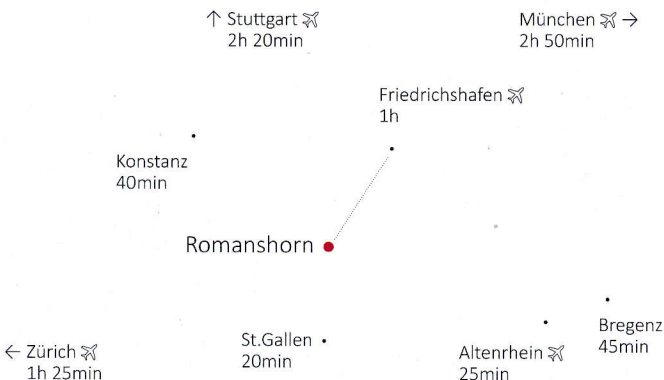 ↑ Stuttgart
2h 20min
München →
2h 50min
Friedrichshafen
1h
Konstanz
40min
Romanshorn
Bregenz
45min
St.Gallen
20min
Altenrhein
25min
← Zürich
1h 25min